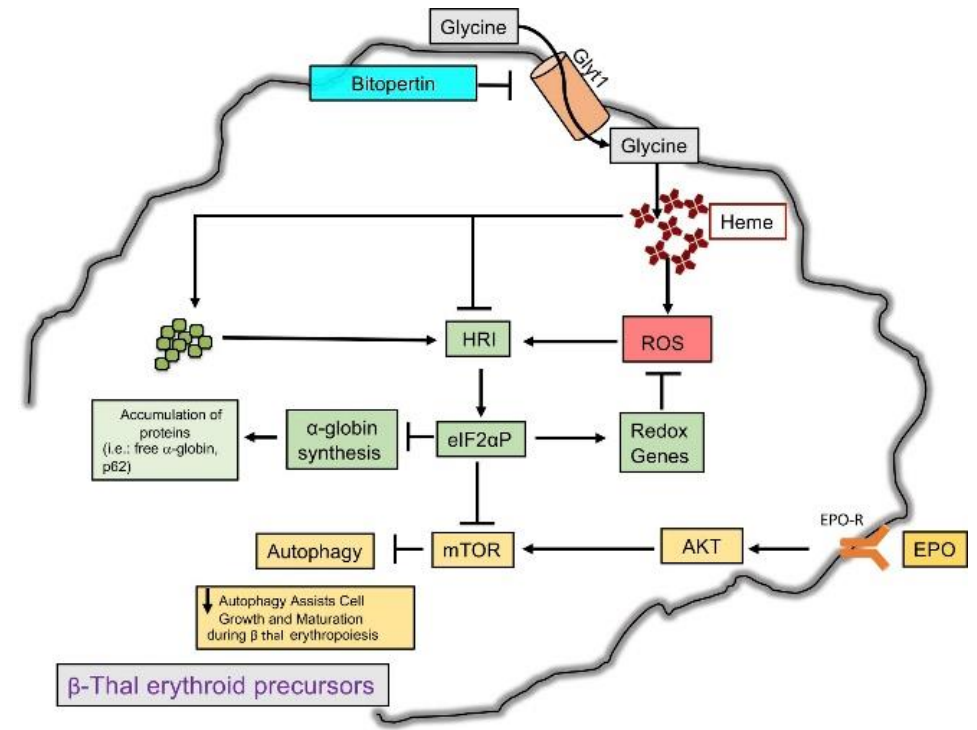 Glycine
Glyt1
Bitopertin
Glycine
Heme
HRI
ROS
Accumulation of
proteins
(i.e.: free α-globin,
p62)
α-globin
synthesis
eIF2αP
Redox
Genes
EPO-R
Autophagy
mTOR
AKT
EPO
Autophagy Assists Cell
Growth and Maturation
during β thal erythropoiesis
β-Thal erythroid precursors